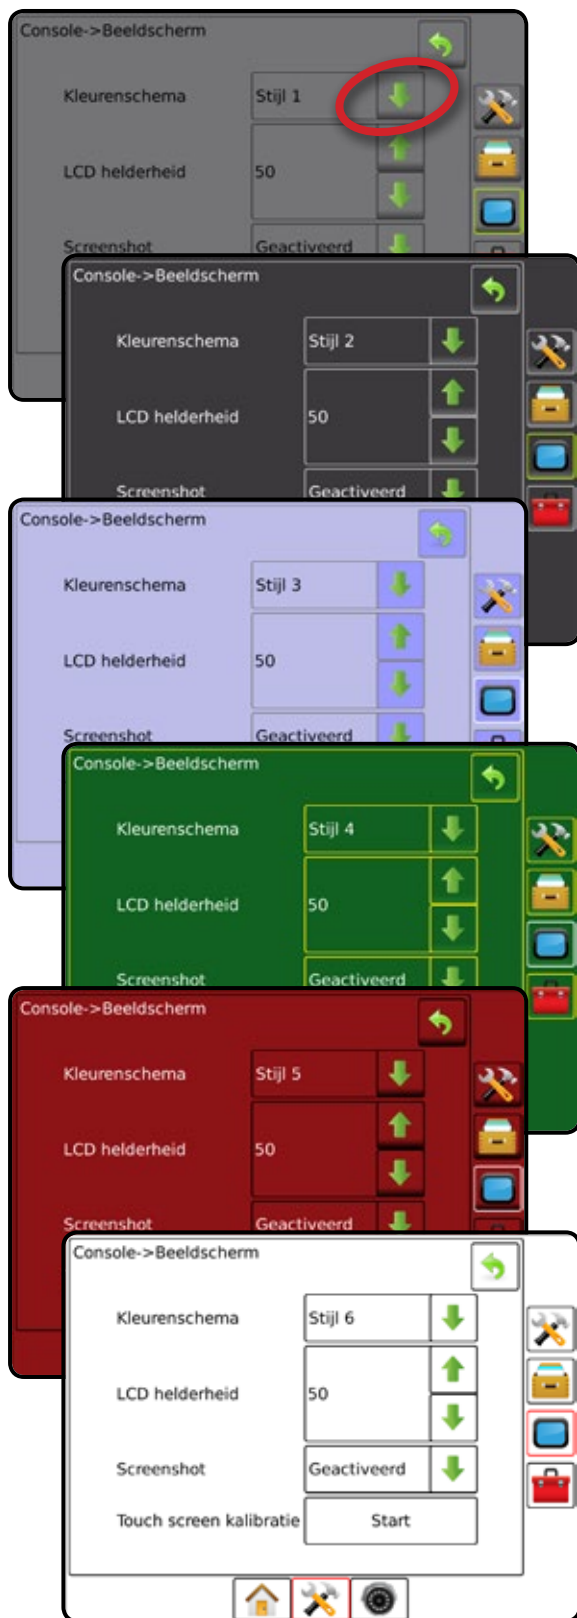 Console->Beeldscherm
Kleurenschema Stijl 1
LCD helderheid 50
Screenshot Geactiveerd
Console->Beeldscherm
Kleurenschema Stijl 2
LCD helderheid 50
Screenshot Geactiveerd
Console->Beeldscherm
Kleurenschema Stijl 3
LCD helderheid 50
Screenshot Geactiveerd
Console->Beeldscherm
Kleurenschema Stijl 4
LCD helderheid 50
Screenshot Geactiveerd
Console->Beeldscherm
Kleurenschema Stijl 5
LCD helderheid 50
Screenshot Geactiveerd
Console->Beeldscherm
Kleurenschema Stijl 6
LCD helderheid 50
Screenshot Geactiveerd
Touch screen kalibratie Start